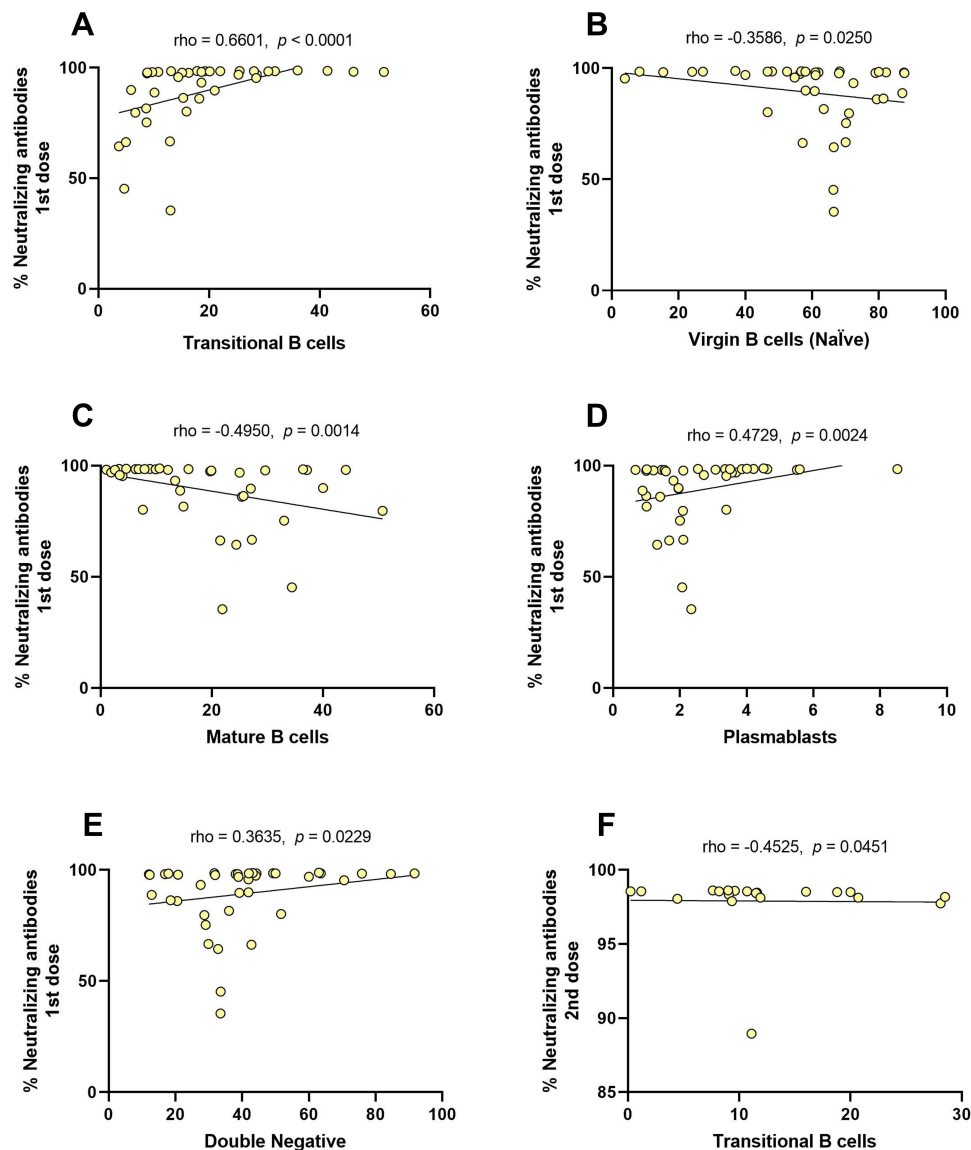 A
rho = 0.6601, p < 0.0001
% Neutralizing antibodies
1st dose
100
50
0
0 20 40 60
Transitional B cells
B
rho = -0.3586, p = 0.0250
% Neutralizing antibodies
1st dose
100
50
0
0 20 40 60 80 100
Virgin B cells (NaÏve)
C
rho = -0.4950, p = 0.0014
% Neutralizing antibodies
1st dose
100
50
0
0 20 40 60
Mature B cells
D
rho = 0.4729, p = 0.0024
% Neutralizing antibodies
1st dose
100
50
0
0 2 4 6 8 10
Plasmablasts
E
rho = 0.3635, p = 0.0229
% Neutralizing antibodies
1st dose
100
50
0
0 20 40 60 80 100
Double Negative
F
rho = -0.4525, p = 0.0451
% Neutralizing antibodies
2nd dose
100
95
90
85
0 10 20 30
Transitional B cells